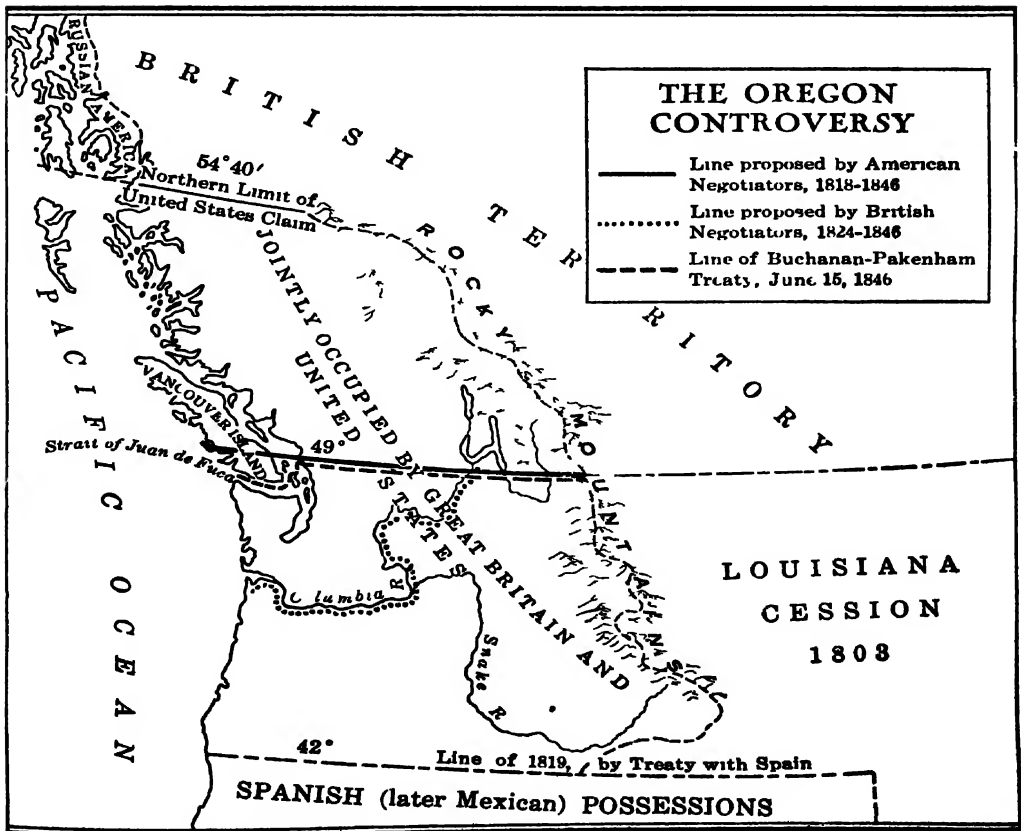 RUSSIAN AMERICA
BRITISH TERRITORY
THE OREGON
CONTROVERSY
Line proposed by American
Negotiators, 1818-1846
Line proposed by British
Negotiators, 1824-1846
Line of Buchanan-Pakenham
Treaty, June 15, 1846
54°40′
Northern Limit of
United States Claim
ROCKY MOUNTAINS
JOINTLY OCCUPIED BY GREAT BRITAIN AND
UNITED STATES
PACIFIC OCEAN
VANCOUVER ISLAND
49°
Strait of Juan de Fuca
C lumbia R
Snake R
LOUISIANA
CESSION
1803
42°
Line of 1819, by Treaty with Spain
SPANISH (later Mexican) POSSESSIONS